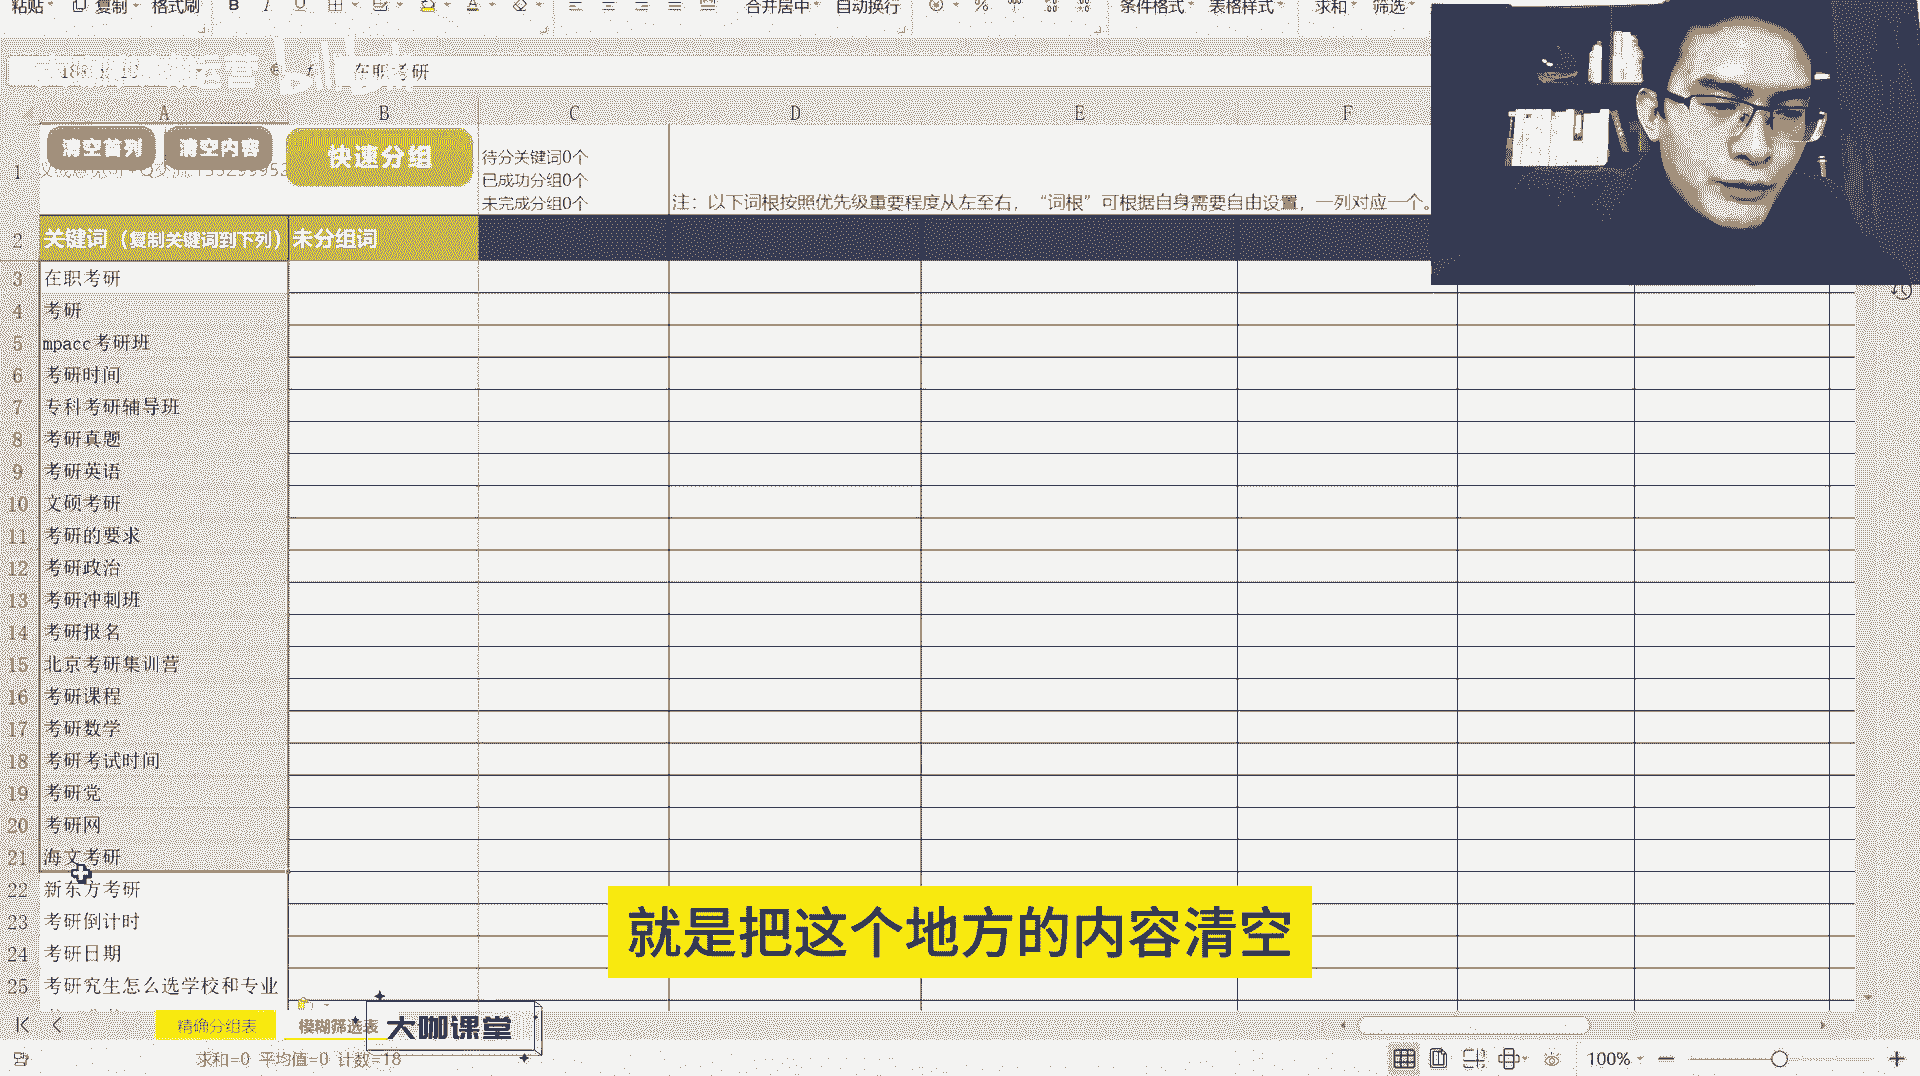 粘贴 复制 格式刷 B I U 合并居中 自动换行 % 条件格式 表格样式 求和 筛选
在职考研
A B C D E F
清空首列 清空内容 快速分组
待分关键词0个
已成功分组0个
未完成分组0个
注：以下词根按照优先级重要程度从左至右，“词根”可根据自身需要自由设置，一列对应一个。
1
2 关键词（复制关键词到下列） 未分组词
3 在职考研
4 考研
5 mpacc考研班
6 考研时间
7 专科考研辅导班
8 考研真题
9 考研英语
10 文硕考研
11 考研的要求
12 考研政治
13 考研冲刺班
14 考研报名
15 北京考研集训营
16 考研课程
17 考研数学
18 考研考试时间
19 考研党
20 考研网
21 海文考研
22 新东方考研
23 考研倒计时
24 考研日期
25 考研究生怎么选学校和专业
就是把这个地方的内容清空
精确分组表 模糊筛选表 大咖课堂
求和=0 平均值=0 计数=18 100%